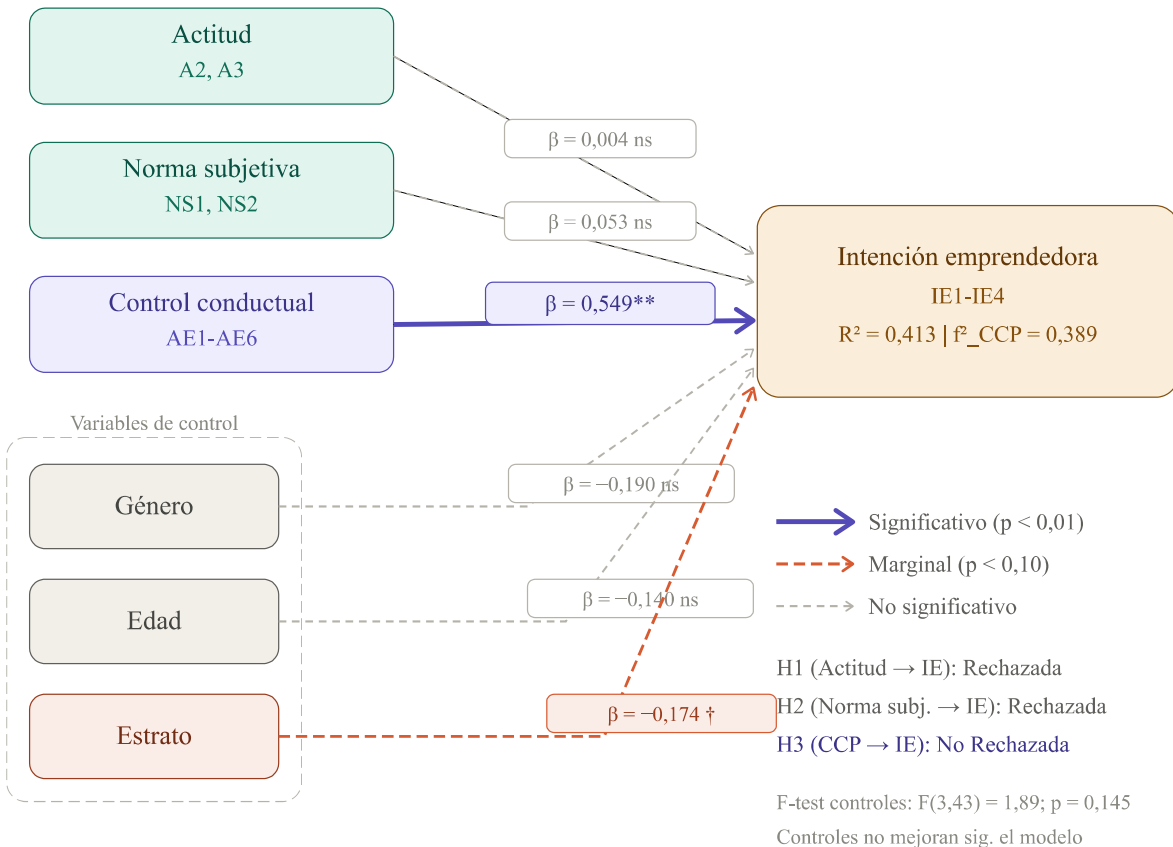 Actitud
A2, A3
β = 0,004 ns
Norma subjetiva
NS1, NS2
β = 0,053 ns
Control conductual
AE1-AE6
β = 0,549**
Intención emprendedora
IE1-IE4
R² = 0,413 | f²_CCP = 0,389
Variables de control
Género
β = −0,190 ns
Edad
β = −0,140 ns
Estrato
β = −0,174 †
Significativo (p < 0,01)
Marginal (p < 0,10)
No significativo
H1 (Actitud → IE): Rechazada
H2 (Norma subj. → IE): Rechazada
H3 (CCP → IE): No Rechazada
F-test controles: F(3,43) = 1,89; p = 0,145
Controles no mejoran sig. el modelo